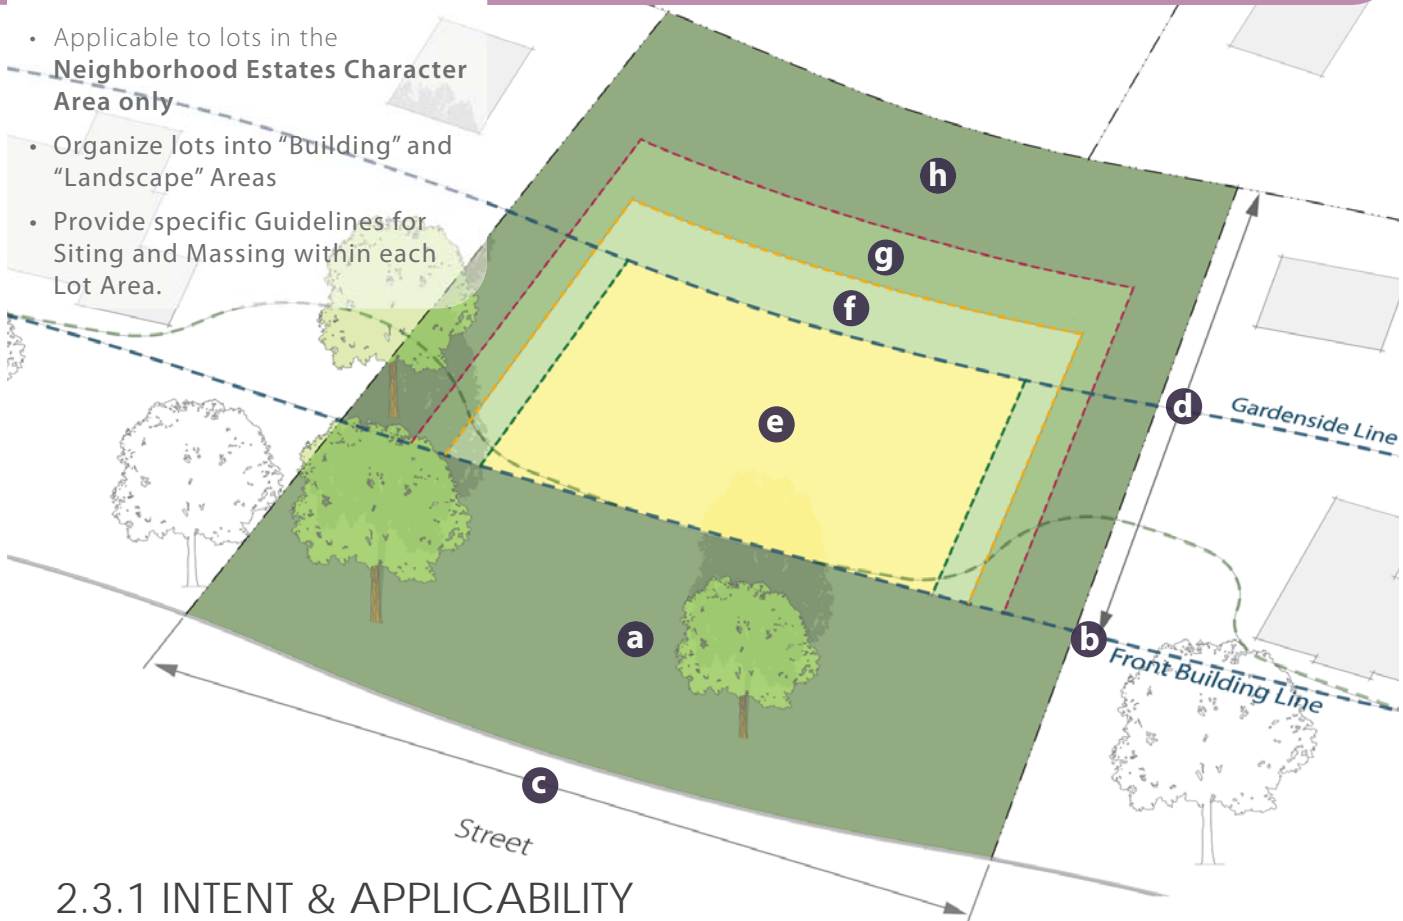 • Applicable to lots in the
Neighborhood Estates Character
Area only
• Organize lots into “Building” and
“Landscape” Areas
• Provide specific Guidelines for
Siting and Massing within each
Lot Area.
h
g
f
e
d
Gardenside Line
a
b
Front Building Line
c
Street
2.3.1 INTENT & APPLICABILITY